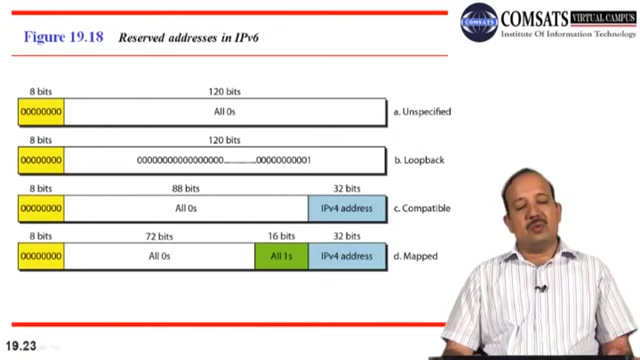 COMSATS VIRTUAL CAMPUS
Institute Of Information Technology
Figure 19.18 Reserved addresses in IPv6
8 bits 120 bits
00000000 All 0s a. Unspecified
8 bits 120 bits
00000000 0000000000000000..............00000000001 b. Loopback
8 bits 88 bits 32 bits
00000000 All 0s IPv4 address c. Compatible
8 bits 72 bits 16 bits 32 bits
00000000 All 0s All 1s IPv4 address d. Mapped
19.23